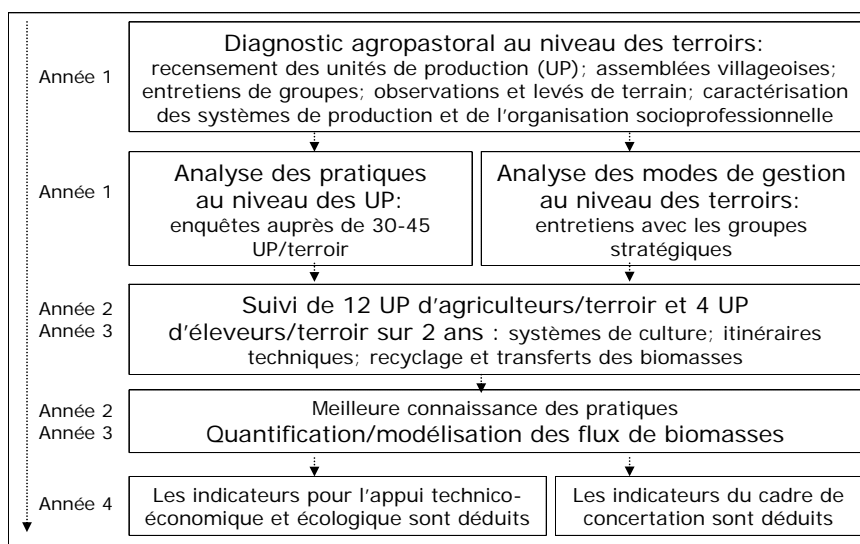 Année 1
Diagnostic agropastoral au niveau des terroirs:
recensement des unités de production (UP); assemblées villageoises;
entretiens de groupes; observations et levés de terrain; caractérisation
des systèmes de production et de l'organisation socioprofessionnelle
Année 1
Analyse des pratiques
au niveau des UP:
enquêtes auprès de 30-45
UP/terroir
Analyse des modes de gestion
au niveau des terroirs:
entretiens avec les groupes
stratégiques
Année 2
Année 3
Suivi de 12 UP d'agriculteurs/terroir et 4 UP
d'éleveurs/terroir sur 2 ans : systèmes de culture; itinéraires
techniques; recyclage et transferts des biomasses
Année 2
Année 3
Meilleure connaissance des pratiques
Quantification/modélisation des flux de biomasses
Année 4
Les indicateurs pour l'appui technico-
économique et écologique sont déduits
Les indicateurs du cadre de
concertation sont déduits